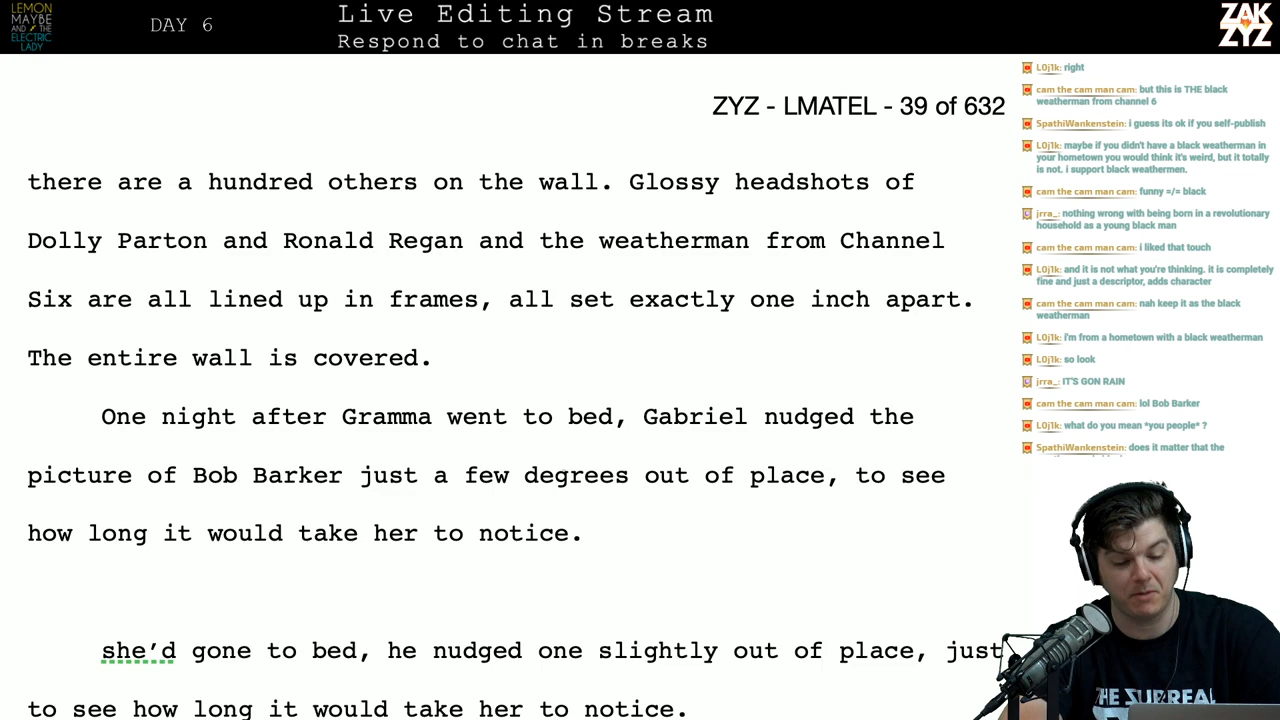 LEMON
MAYBE
AND THE
ELECTRIC
LADY
DAY 6
Live Editing Stream
Respond to chat in breaks
ZAK
ZYZ
ZYZ - LMATEL - 39 of 632
there are a hundred others on the wall. Glossy headshots of
Dolly Parton and Ronald Regan and the weatherman from Channel
Six are all lined up in frames, all set exactly one inch apart.
The entire wall is covered.
One night after Gramma went to bed, Gabriel nudged the
picture of Bob Barker just a few degrees out of place, to see
how long it would take her to notice.
she’d gone to bed, he nudged one slightly out of place, just
to see how long it would take her to notice.
L0j1k: right
cam the cam man cam: but this is THE black
weatherman from channel 6
SpathiWankenstein: i guess its ok if you self-publish
L0j1k: maybe if you didn't have a black weatherman in
your hometown you would think it's weird, but it totally
is not. i support black weathermen.
cam the cam man cam: funny =/= black
jrra_: nothing wrong with being born in a revolutionary
household as a young black man
cam the cam man cam: i liked that touch
L0j1k: and it is not what you're thinking. it is completely
fine and just a descriptor, adds character
cam the cam man cam: nah keep it as the black
weatherman
L0j1k: i'm from a hometown with a black weatherman
L0j1k: so look
jrra_: IT'S GON RAIN
cam the cam man cam: lol Bob Barker
L0j1k: what do you mean *you people* ?
SpathiWankenstein: does it matter that the
THE SURREAL